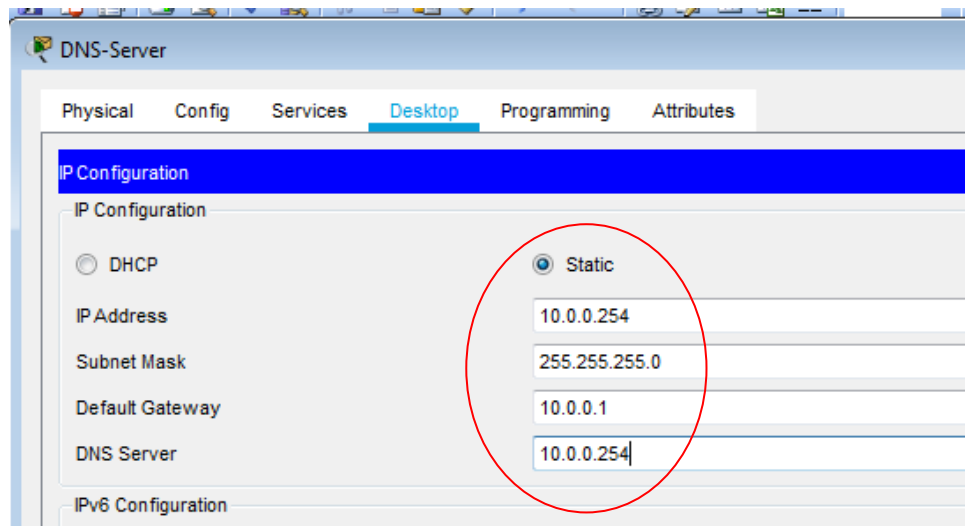 DNS-Server
Physical Config Services Desktop Programming Attributes
IP Configuration
IP Configuration
DHCP Static
IP Address 10.0.0.254
Subnet Mask 255.255.255.0
Default Gateway 10.0.0.1
DNS Server 10.0.0.254
IPv6 Configuration